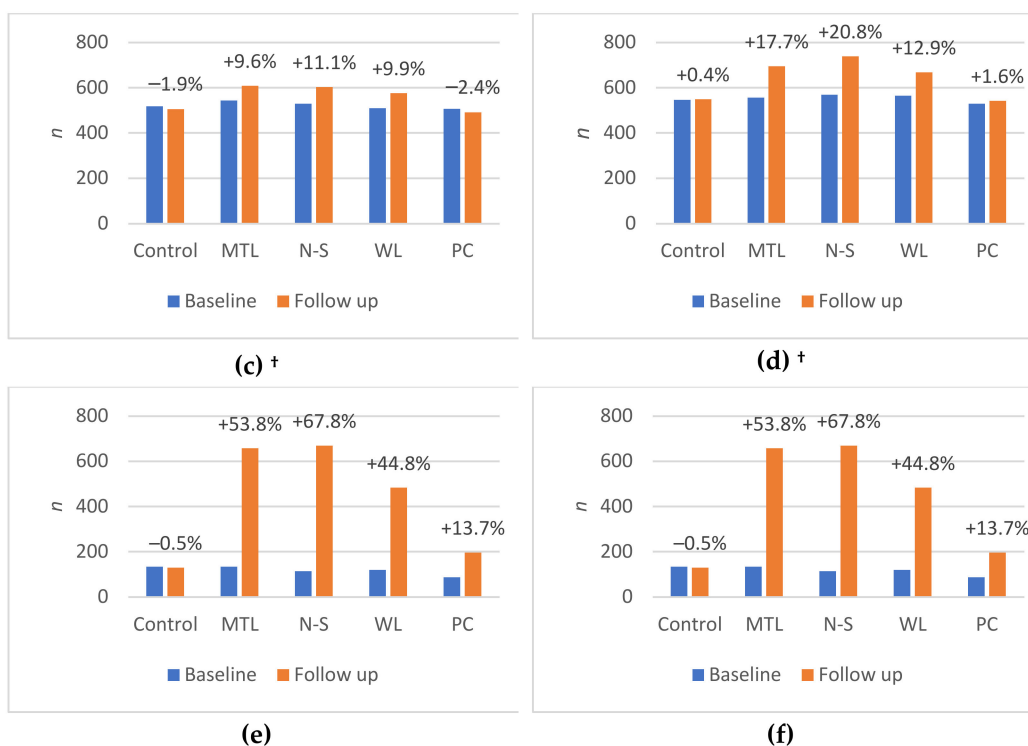 800
600
400
200
0
n
−1.9%
+9.6%
+11.1%
+9.9%
−2.4%
Control MTL N-S WL PC
Baseline Follow up
(c) †
800
600
400
200
0
n
+0.4%
+17.7%
+20.8%
+12.9%
+1.6%
Control MTL N-S WL PC
Baseline Follow up
(d) †
800
600
400
200
0
n
−0.5%
+53.8%
+67.8%
+44.8%
+13.7%
Control MTL N-S WL PC
Baseline Follow up
(e)
800
600
400
200
0
n
−0.5%
+53.8%
+67.8%
+44.8%
+13.7%
Control MTL N-S WL PC
Baseline Follow up
(f)